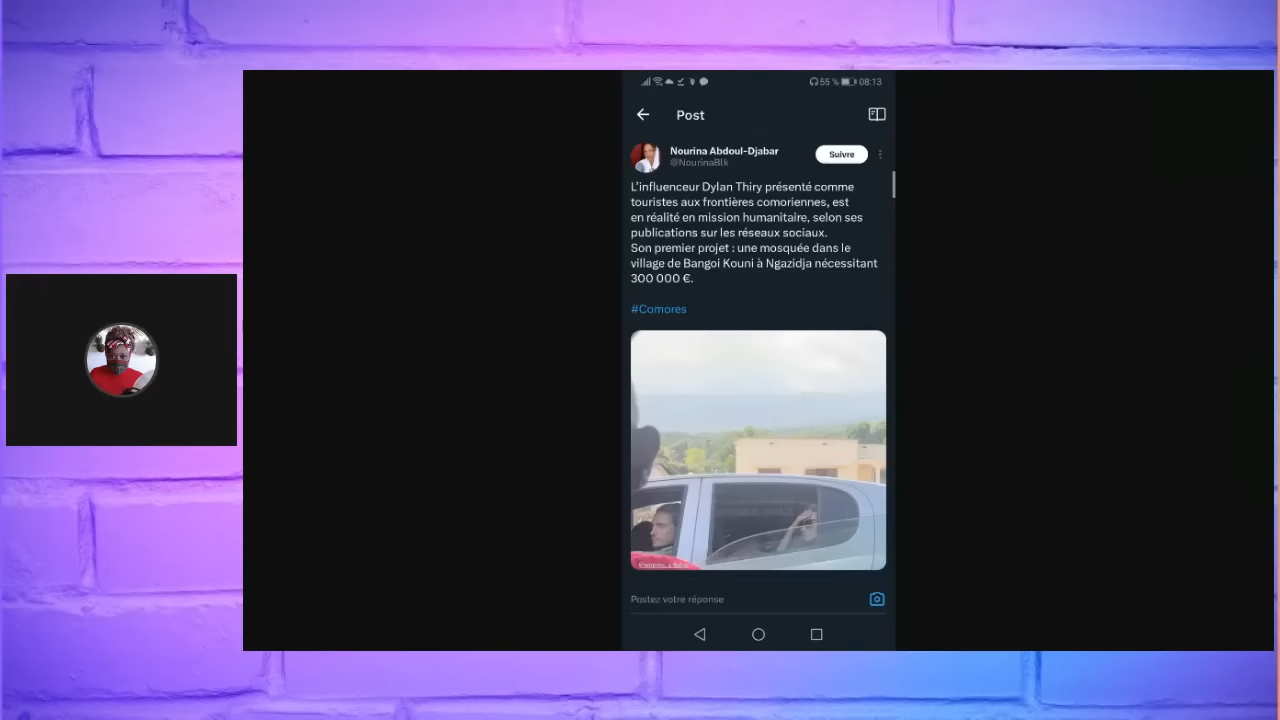 55 % 08:13
Post
Nourina Abdoul-Djabar
@NourinaBlk
Suivre
L'influenceur Dylan Thiry présenté comme
touristes aux frontières comoriennes, est
en réalité en mission humanitaire, selon ses
publications sur les réseaux sociaux.
Son premier projet : une mosquée dans le
village de Bangoi Kouni à Ngazidja nécessitant
300 000 €.
#Comores
Postez votre réponse